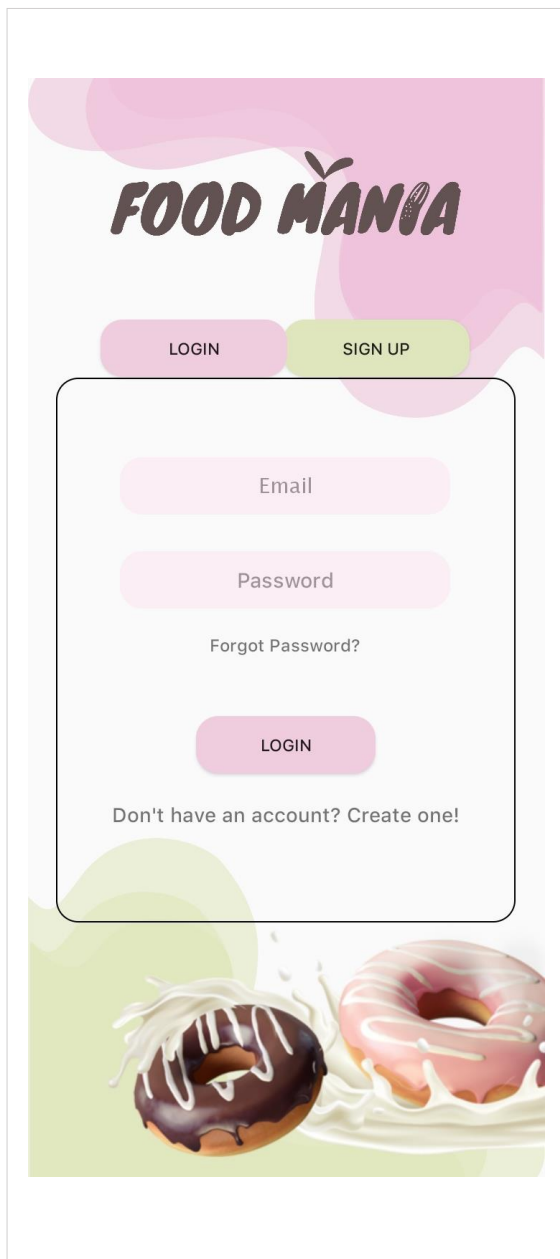 FOOD MANIA
LOGIN
SIGN UP
Email
Password
Forgot Password?
LOGIN
Don't have an account? Create one!